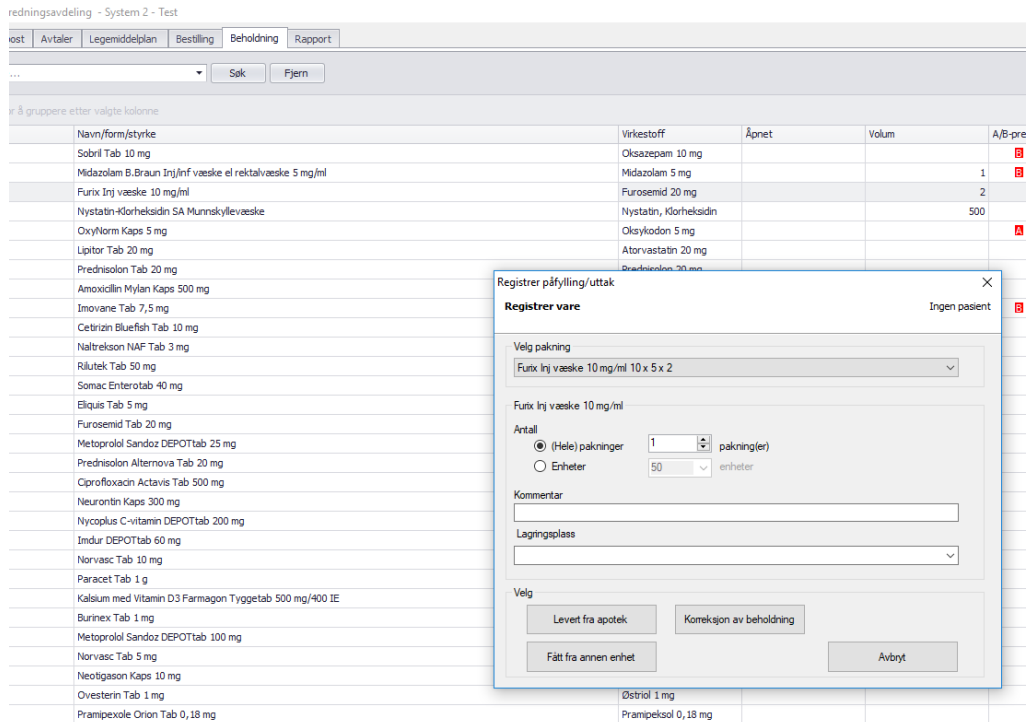 redningsavdeling - System 2 - Test
ost Avtaler Legemiddelplan Bestilling Beholdning Rapport
... Søk Fjern
or å gruppere etter valgte kolonne
Navn/form/styrke Virkestoff Åpnet Volum A/B-pre
Sobril Tab 10 mg Oksazepam 10 mg B
Midazolam B.Braun Inj/inf væske el rektalvæske 5 mg/ml Midazolam 5 mg 1 B
Furix Inj væske 10 mg/ml Furosemid 20 mg 2
Nystatin-Klorheksidin SA Munnskyllevæske Nystatin, Klorheksidin 500
OxyNorm Kaps 5 mg Oksykodon 5 mg A
Lipitor Tab 20 mg Atorvastatin 20 mg
Prednisolon Tab 20 mg Prednisolon 20 mg
Amoxicillin Mylan Kaps 500 mg
Imovane Tab 7,5 mg B
Cetirizin Bluefish Tab 10 mg
Naltrekson NAF Tab 3 mg
Rilutek Tab 50 mg
Somac Enterotab 40 mg
Eliquis Tab 5 mg
Furosemid Tab 20 mg
Metoprolol Sandoz DEPOTtab 25 mg
Prednisolon Alternova Tab 20 mg
Ciprofloxacin Actavis Tab 500 mg
Neurontin Kaps 300 mg
Nycoplus C-vitamin DEPOTtab 200 mg
Imdur DEPOTtab 60 mg
Norvasc Tab 10 mg
Paracet Tab 1 g
Kalsium med Vitamin D3 Farmagon Tyggetab 500 mg/400 IE
Burinex Tab 1 mg
Metoprolol Sandoz DEPOTtab 100 mg
Norvasc Tab 5 mg
Neotigason Kaps 10 mg
Ovesterin Tab 1 mg Østriol 1 mg
Pramipexole Orion Tab 0,18 mg Pramipeksol 0,18 mg
Registrer påfylling/uttak
Registrer vare Ingen pasient
Velg pakning
Furix Inj væske 10 mg/ml 10 x 5 x 2
Furix Inj væske 10 mg/ml
Antall
(Hele) pakninger 1 pakning(er)
Enheter 50 enheter
Kommentar
Lagringsplass
Velg
Levert fra apotek Korreksjon av beholdning
Fått fra annen enhet Avbryt